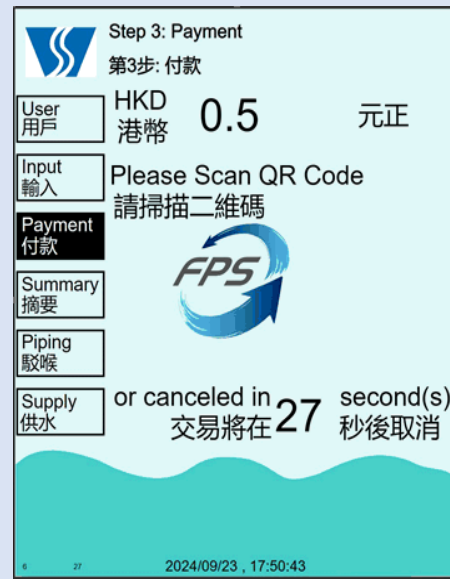 Step 3: Payment
第3步: 付款
User
用戶
HKD
港幣
0.5
元正
Input
輸入
Please Scan QR Code
請掃描二維碼
Payment
付款
FPS
Summary
摘要
Piping
駁喉
Supply
供水
or canceled in 27 second(s)
交易將在 秒後取消
6 27 2024/09/23 , 17:50:43